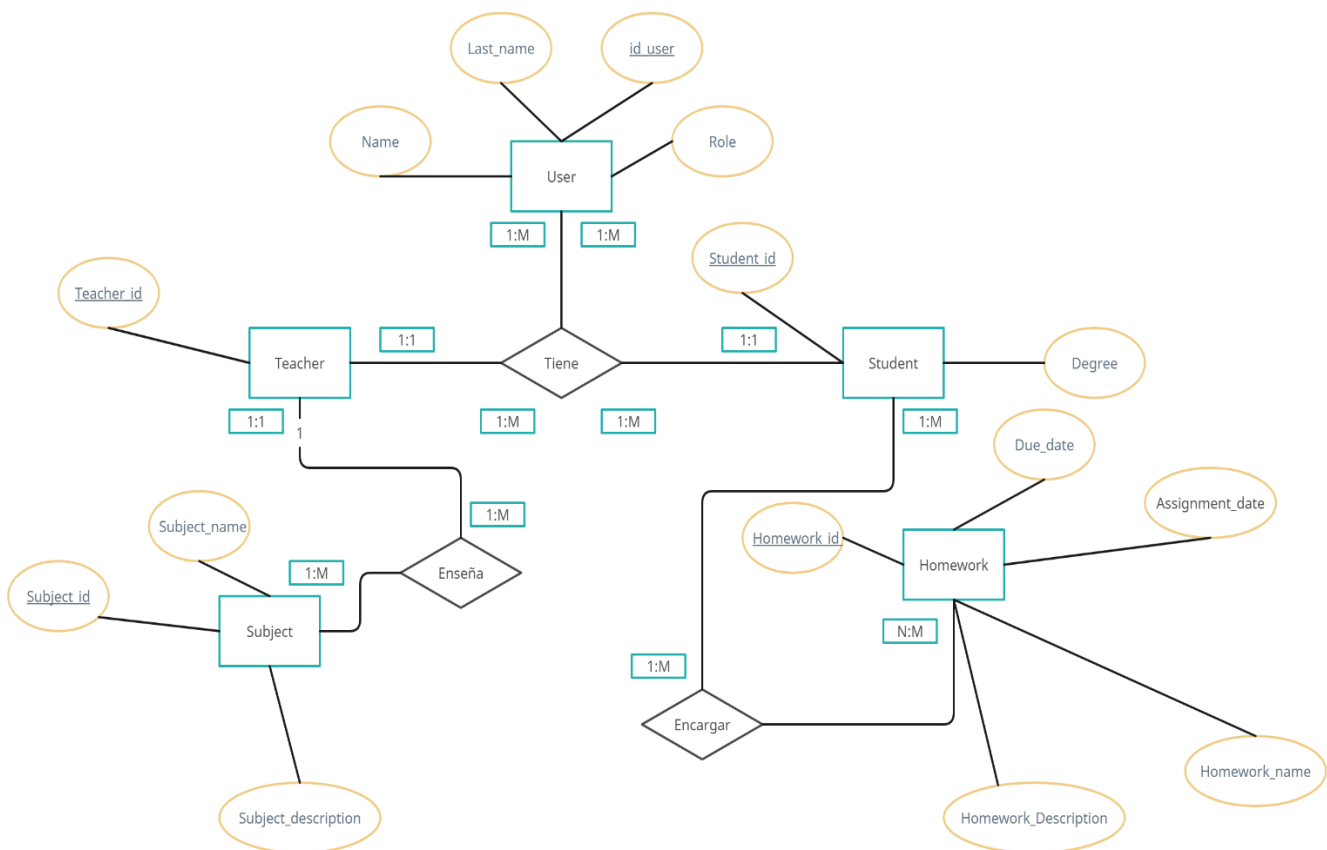 Last_name
id_user
Name
Role
User
1:M
1:M
Student_id
Teacher_id
1:1
1:1
Teacher
Tiene
Student
Degree
1:1
1
1:M
1:M
1:M
Due_date
Assignment_date
1:M
Subject_name
Homework_id
1:M
Enseña
Homework
Subject_id
Subject
N:M
1:M
Encargar
Homework_name
Subject_description
Homework_Description